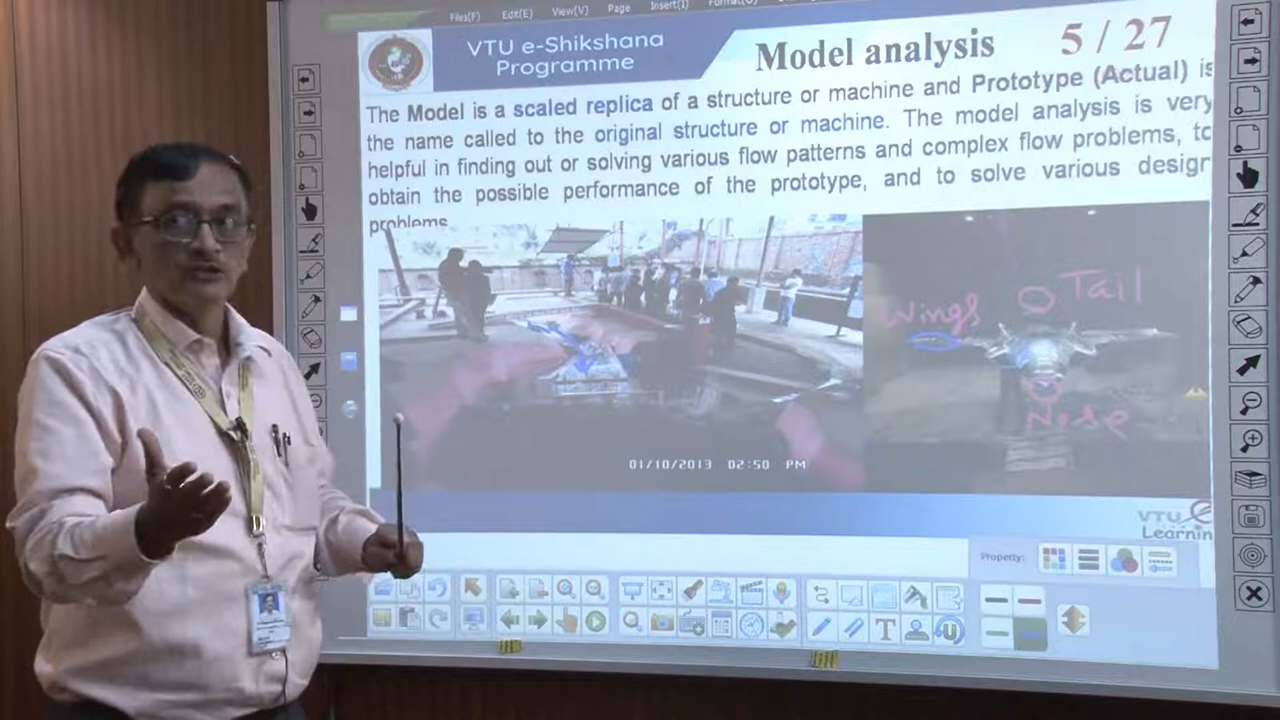 Files(F) Edit(E) View(V) Page Insert(I)
VTU e-Shikshana
Programme
Model analysis 5 / 27
The Model is a scaled replica of a structure or machine and Prototype (Actual) is
the name called to the original structure or machine. The model analysis is very
helpful in finding out or solving various flow patterns and complex flow problems, to
obtain the possible performance of the prototype, and to solve various design
problems
Wings Tail
Nose
01/10/2013 02:50 PM
VTU e
Learnin
Property:
T